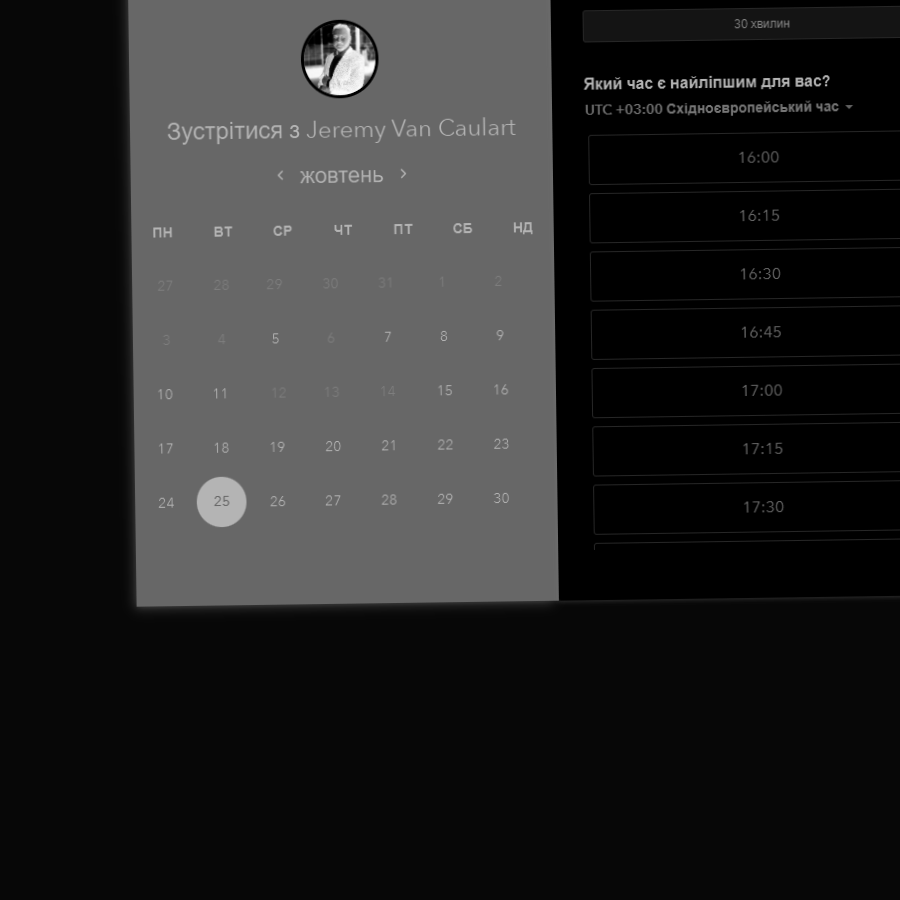 Зустрітися з Jeremy Van Caulart
жовтень
ПН ВТ СР ЧТ ПТ СБ НД
27 28 29 30 31 1 2
3 4 5 6 7 8 9
10 11 12 13 14 15 16
17 18 19 20 21 22 23
24 25 26 27 28 29 30
30 хвилин
Який час є найліпшим для вас?
UTC +03:00 Східноєвропейський час
16:00
16:15
16:30
16:45
17:00
17:15
17:30